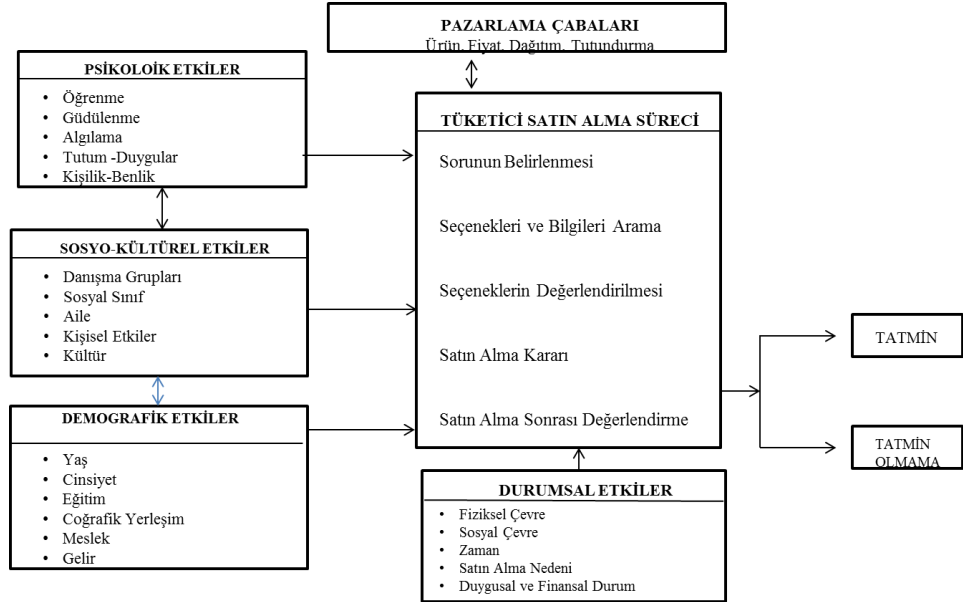 PAZARLAMA ÇABALARI
Ürün, Fiyat, Dağıtım, Tutundurma
PSİKOLOİK ETKİLER
• Öğrenme
• Güdülenme
• Algılama
• Tutum -Duygular
• Kişilik-Benlik
SOSYO-KÜLTÜREL ETKİLER
• Danışma Grupları
• Sosyal Sınıf
• Aile
• Kişisel Etkiler
• Kültür
DEMOGRAFİK ETKİLER
• Yaş
• Cinsiyet
• Eğitim
• Coğrafik Yerleşim
• Meslek
• Gelir
TÜKETİCİ SATIN ALMA SÜRECİ
Sorunun Belirlenmesi
Seçenekleri ve Bilgileri Arama
Seçeneklerin Değerlendirilmesi
Satın Alma Kararı
Satın Alma Sonrası Değerlendirme
DURUMSAL ETKİLER
• Fiziksel Çevre
• Sosyal Çevre
• Zaman
• Satın Alma Nedeni
• Duygusal ve Finansal Durum
TATMİN
TATMİN
OLMAMA